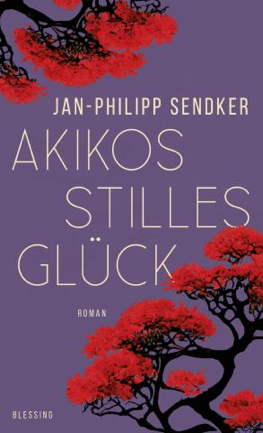 JAN-PHILIPP SENDKER
AKIKOS
STILLES
GLÜCK
ROMAN
BLESSING